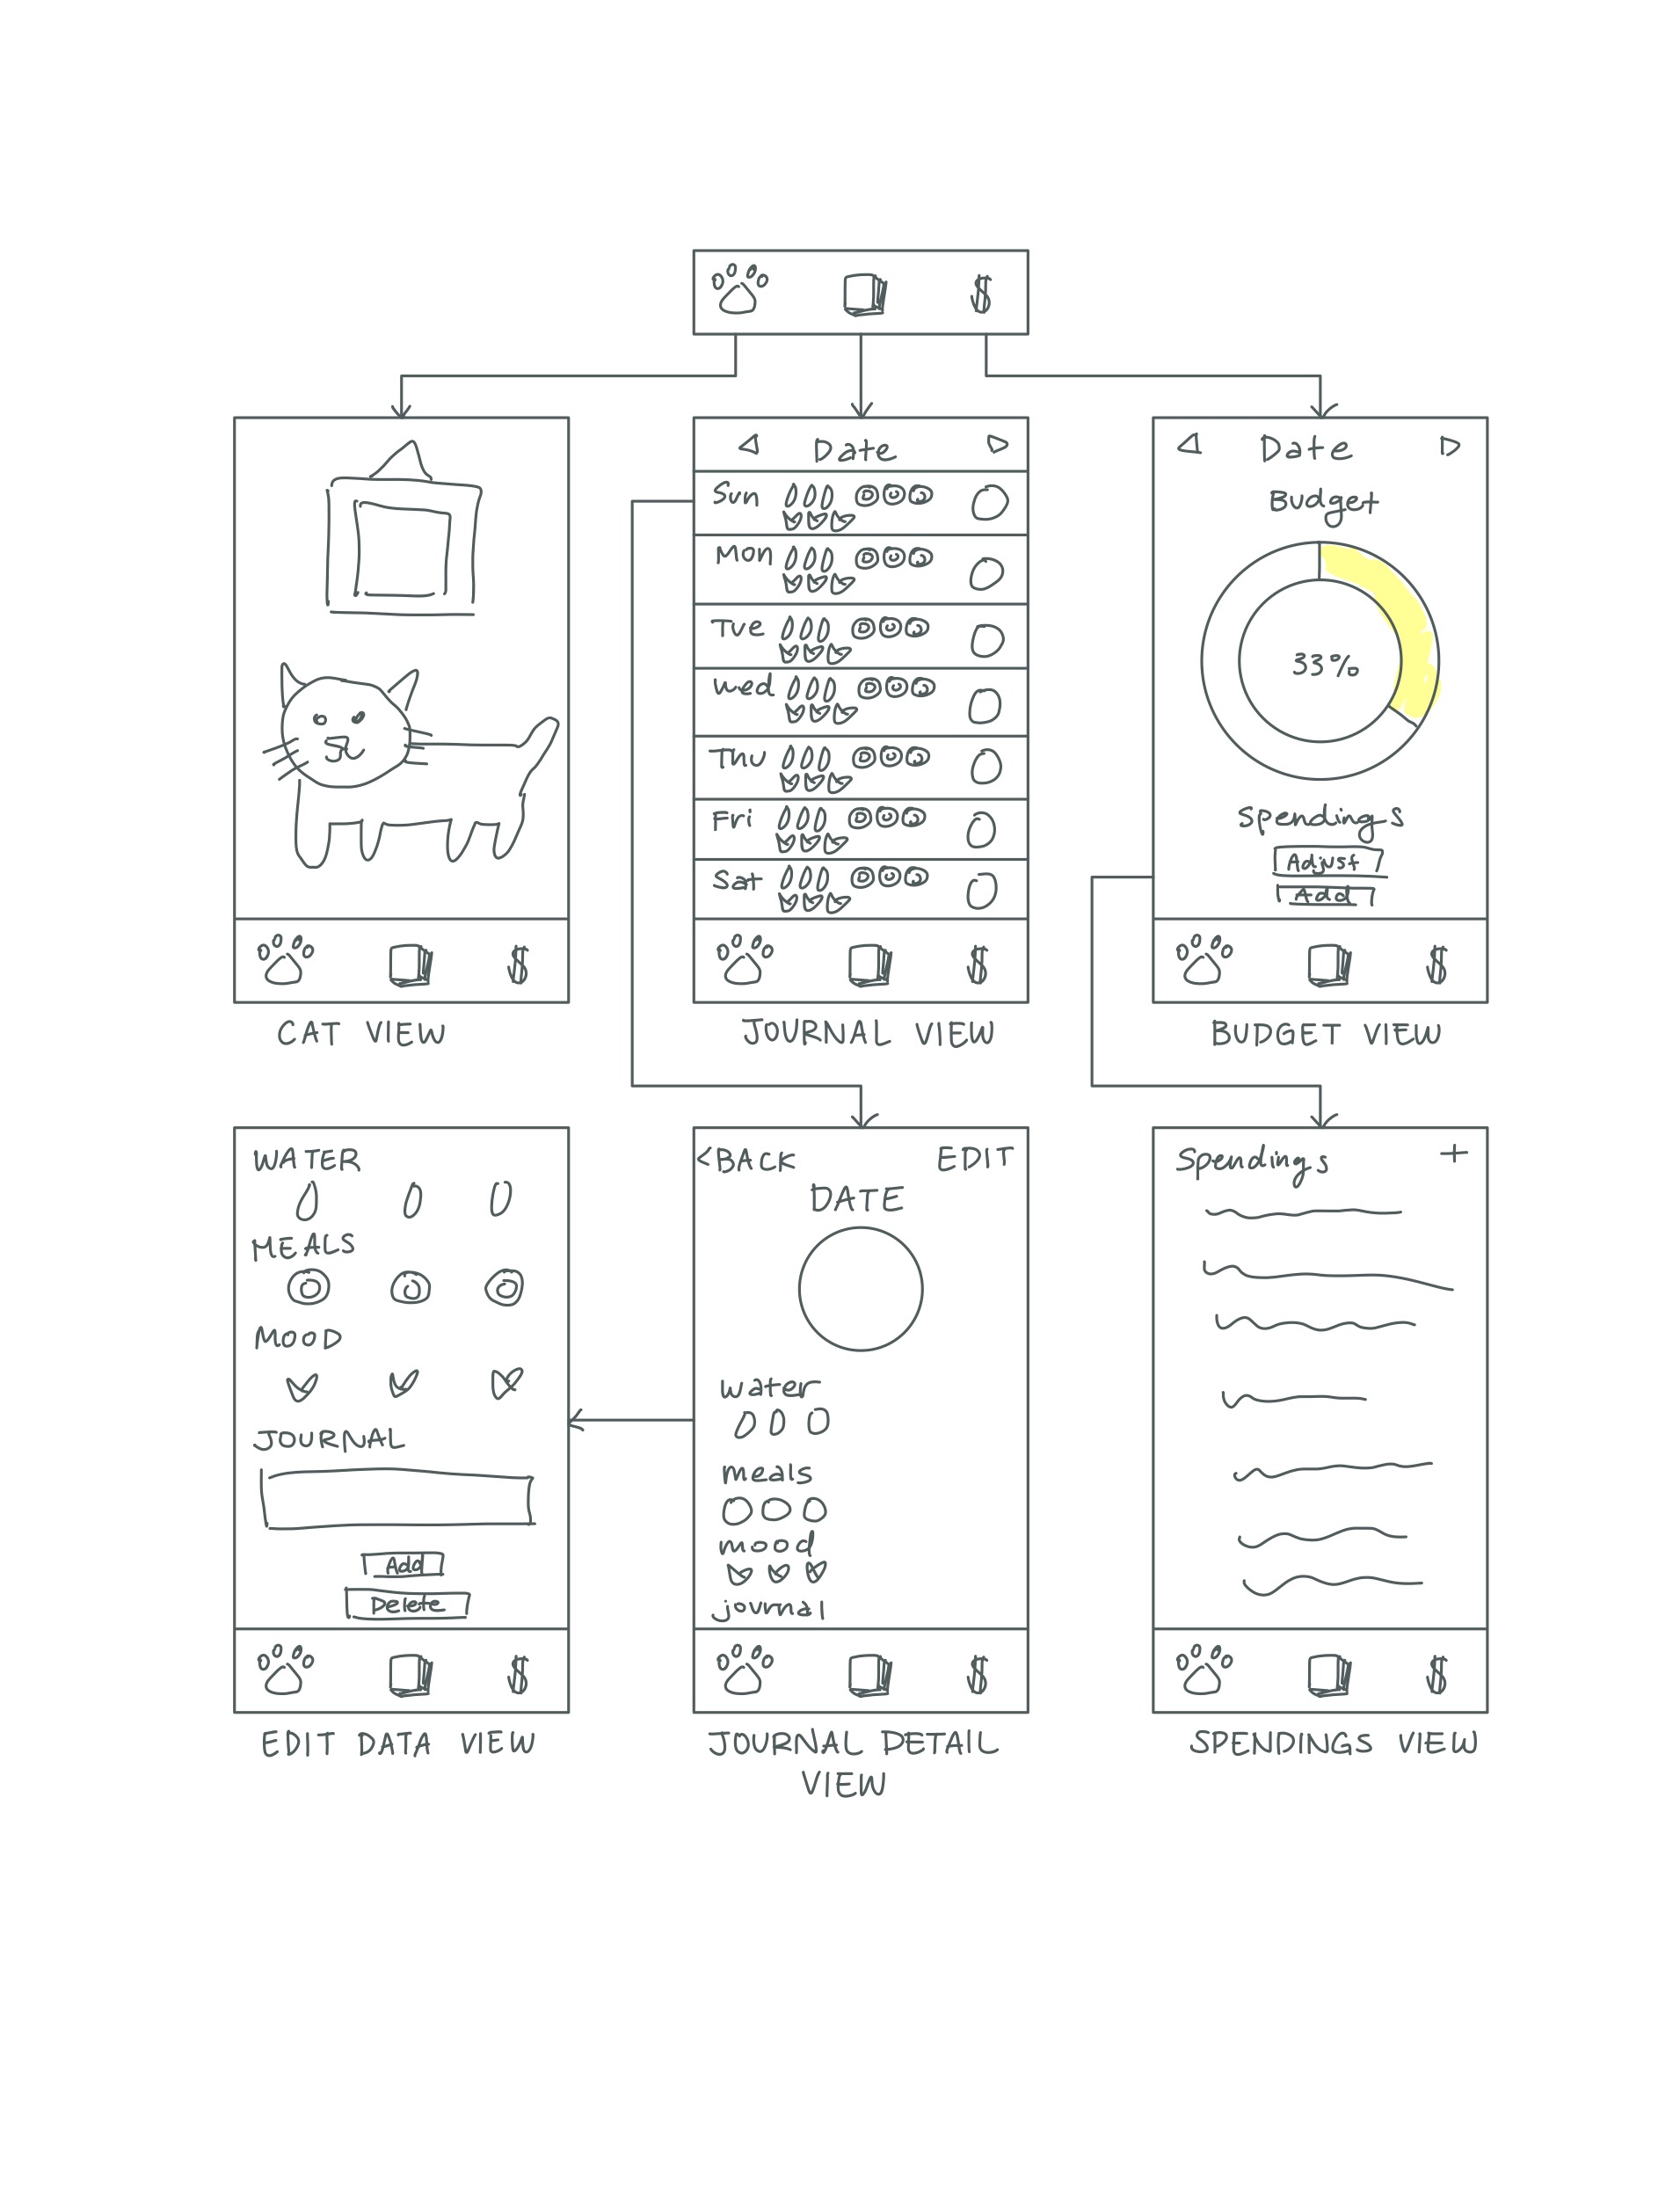 $
Date
Sun
Mon
Tue
Wed
Thu
Fri
Sat
$
JOURNAL VIEW
Date
Budget
33%
Spendings
Adjust
Add
$
BUDGET VIEW
$
CAT VIEW
WATER
MEALS
MOOD
JOURNAL
Add
Delete
$
EDIT DATA VIEW
<BACK EDIT
DATE
water
meals
mood
journal
$
JOURNAL DETAIL
VIEW
Spendings +
$
SPENDINGS VIEW